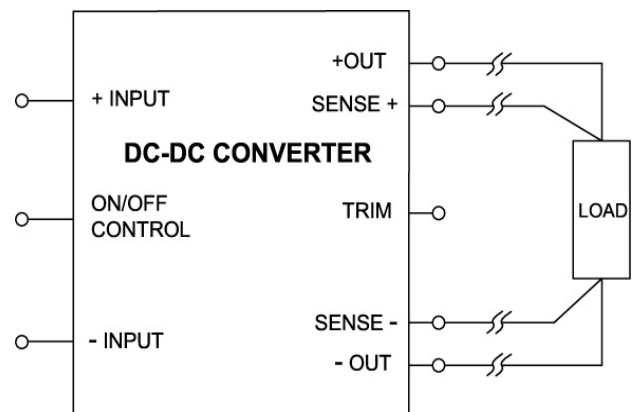 +OUT
+ INPUT
SENSE +
DC-DC CONVERTER
ON/OFF
CONTROL
TRIM
LOAD
SENSE -
- INPUT
- OUT